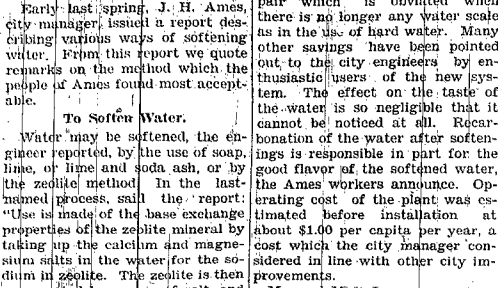 Early last spring, J. H. Ames,
city manager, issued a report des-
cribing various ways of softening
water. From this report we quote
remarks on the method which the
people of Ames found most accept-
able.
To Soften Water.
Water may be softened, the en-
gineer reported, by the use of soap,
lime, or lime and soda ash, or by
the zeolite method. In the last-
named process, said the report:
"Use is made of the base exchange
properties of the zeolite mineral by
taking up the calcium and magne-
sium salts in the water for the so-
dium in zeolite. The zeolite is then
pair which is obviated when
there is no longer any water scale
as in the use of hard water. Many
other savings have been pointed
out to the city engineers by en-
thusiastic users of the new sys-
tem. The effect on the taste of
the water is so negligible that it
cannot be noticed at all. Recar-
bonation of the water after soften-
ings is responsible in part for the
good flavor of the softened water,
the Ames workers announce. Op-
erating cost of the plant was es-
timated before installation at
about $1.00 per capita per year, a
cost which the city manager con-
sidered in line with other city im-
provements.